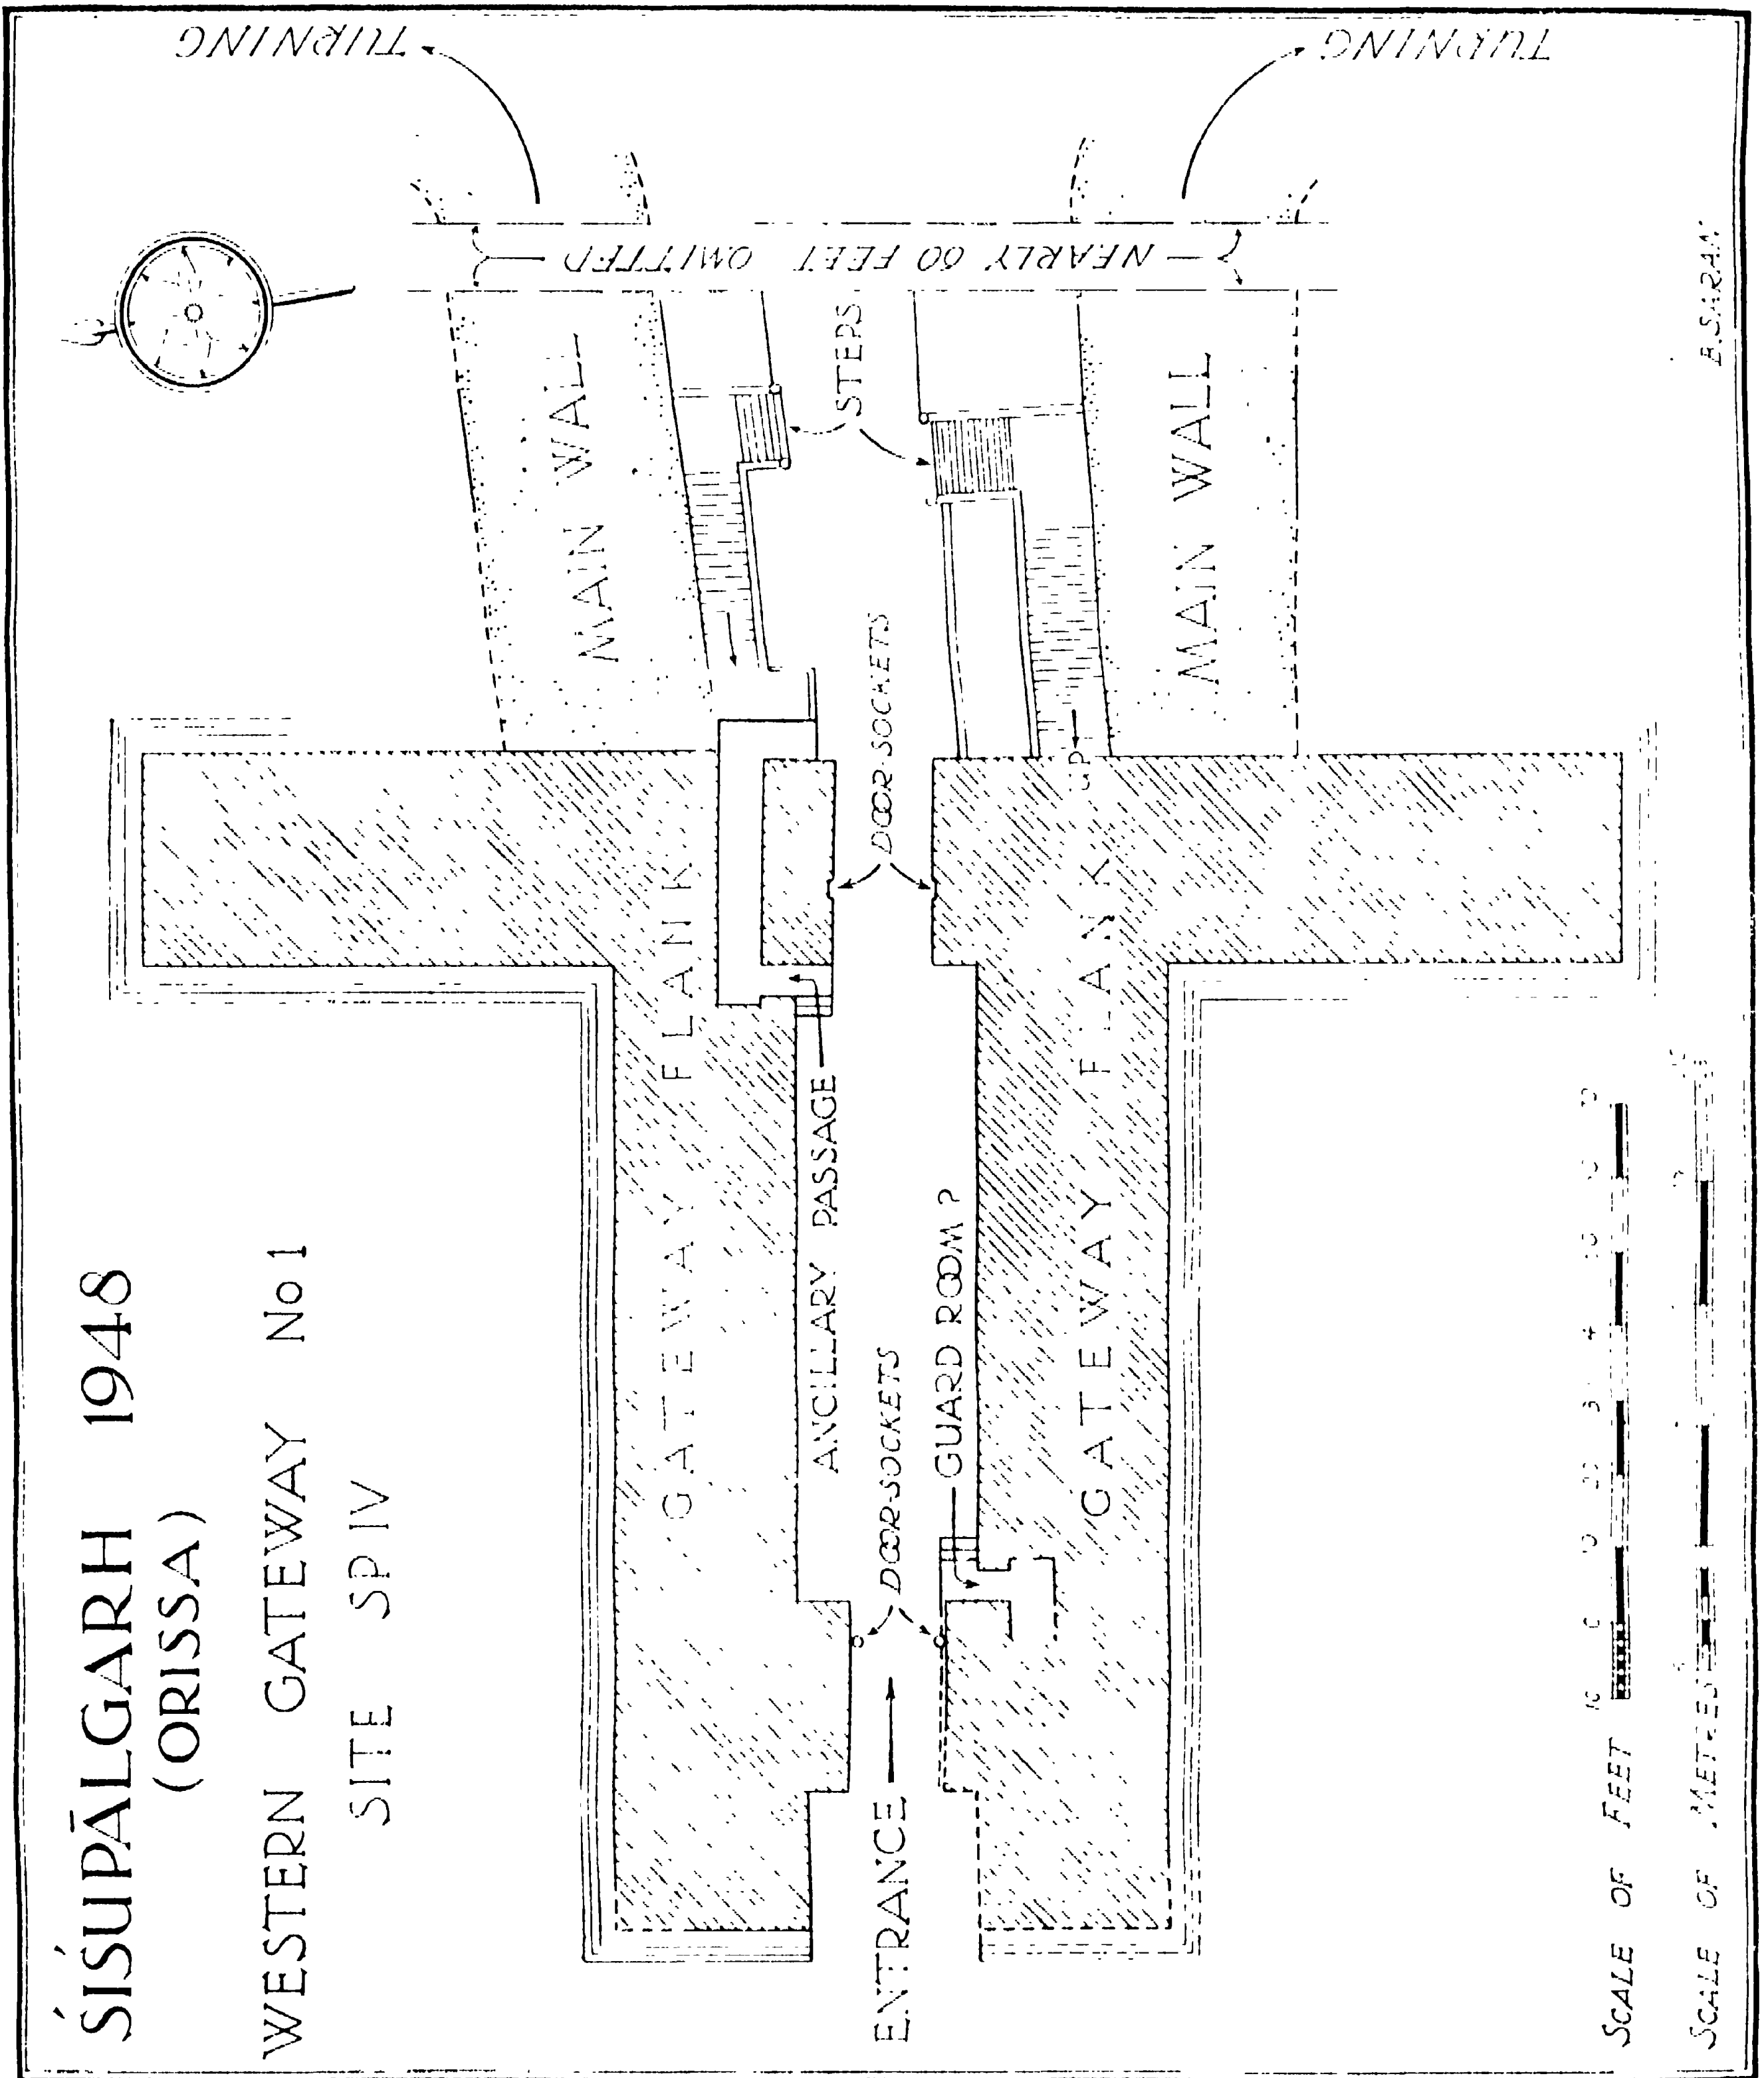 ŚIŚUPĀLGARH 1948
(ORISSA)
WESTERN GATEWAY No 1
SITE SP IV
TURNING
TURNING
NEARLY 60 FEET OMITTED
MAIN WALL
MAIN WALL
STEPS
DOOR-SOCKETS
UP
GATEWAY FLANK
GATEWAY FLANK
ANCILLARY PASSAGE
GUARD ROOM ?
DOOR-SOCKETS
ENTRANCE
SCALE OF FEET
SCALE OF METRES
B. SARAN